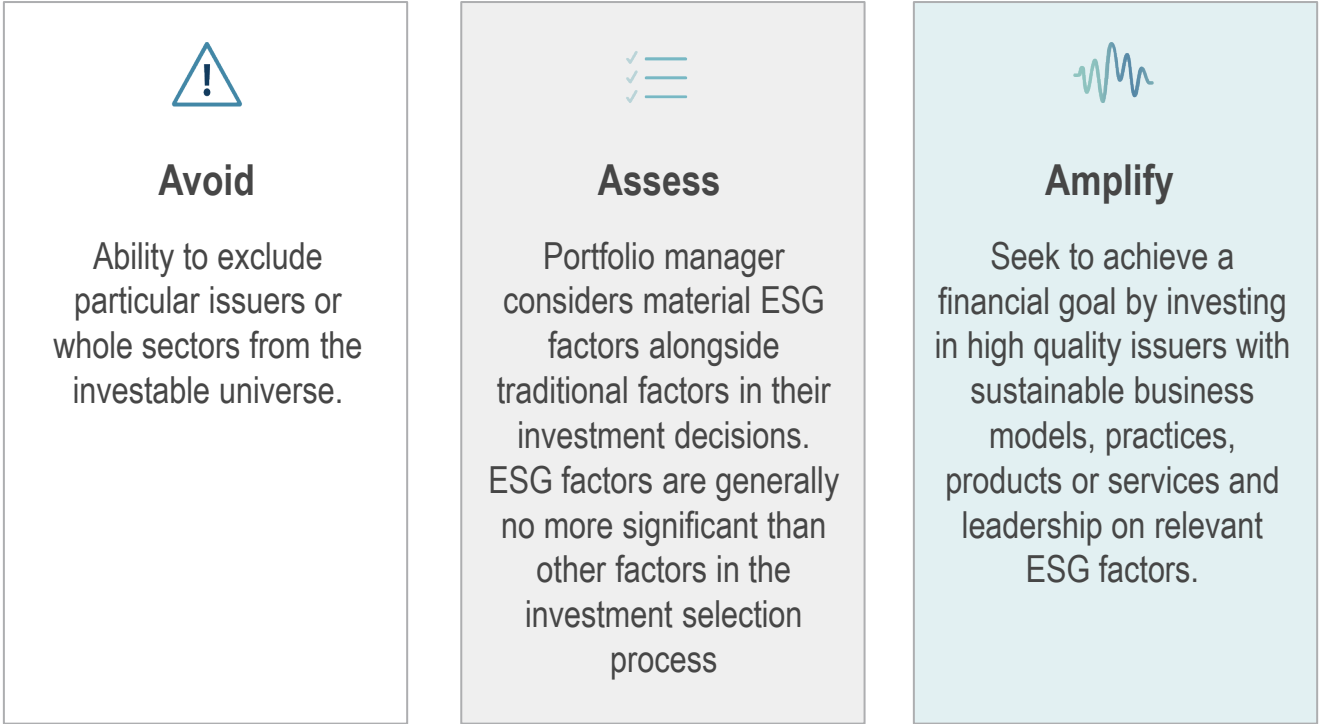 Avoid
Ability to exclude
particular issuers or
whole sectors from the
investable universe.
Assess
Portfolio manager
considers material ESG
factors alongside
traditional factors in their
investment decisions.
ESG factors are generally
no more significant than
other factors in the
investment selection
process
Amplify
Seek to achieve a
financial goal by investing
in high quality issuers with
sustainable business
models, practices,
products or services and
leadership on relevant
ESG factors.